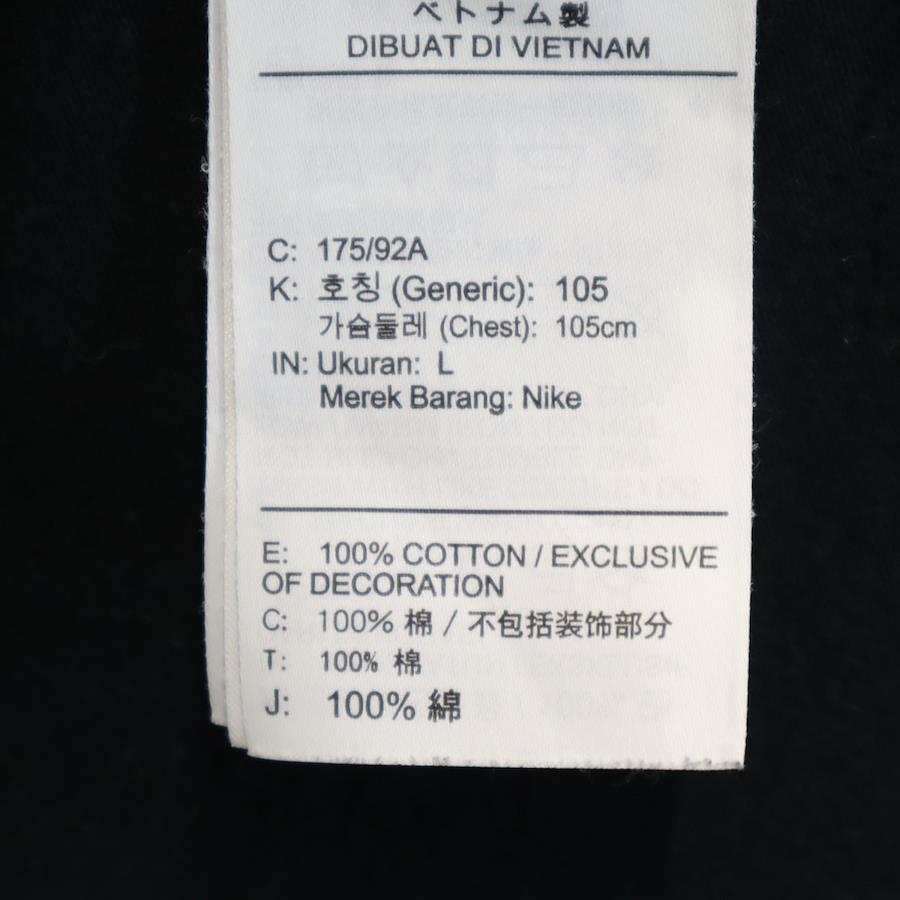 ベトナム製
DIBUAT DI VIETNAM
C: 175/92A
K: 호칭 (Generic): 105
가슴둘레 (Chest): 105cm
IN: Ukuran: L
Merek Barang: Nike
E: 100% COTTON / EXCLUSIVE
OF DECORATION
C: 100% 棉 / 不包括装饰部分
T: 100% 棉
J: 100% 綿